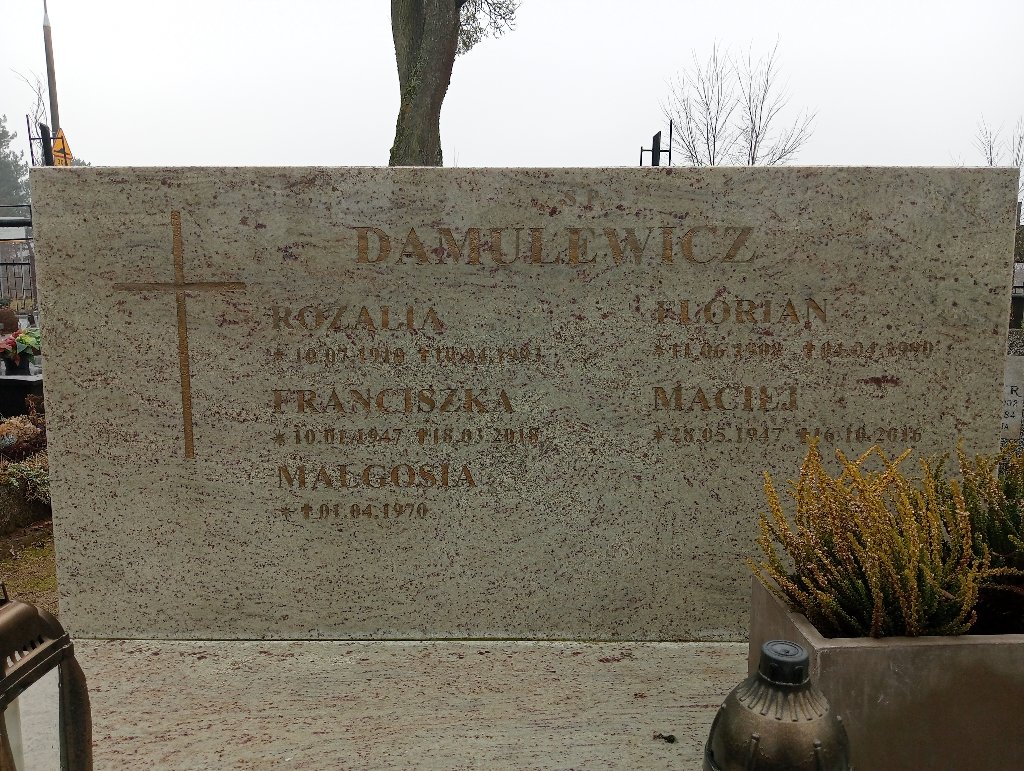 Ś.P.
DAMULEWICZ
ROZALIA
FLORIAN
FRANCISZKA
* 10.01.1947 ✝ 18.03.2018
MACIEJ
* 28.05.1947 ✝ 16.10.2016
MAŁGOSIA
* ✝ 01.04.1970